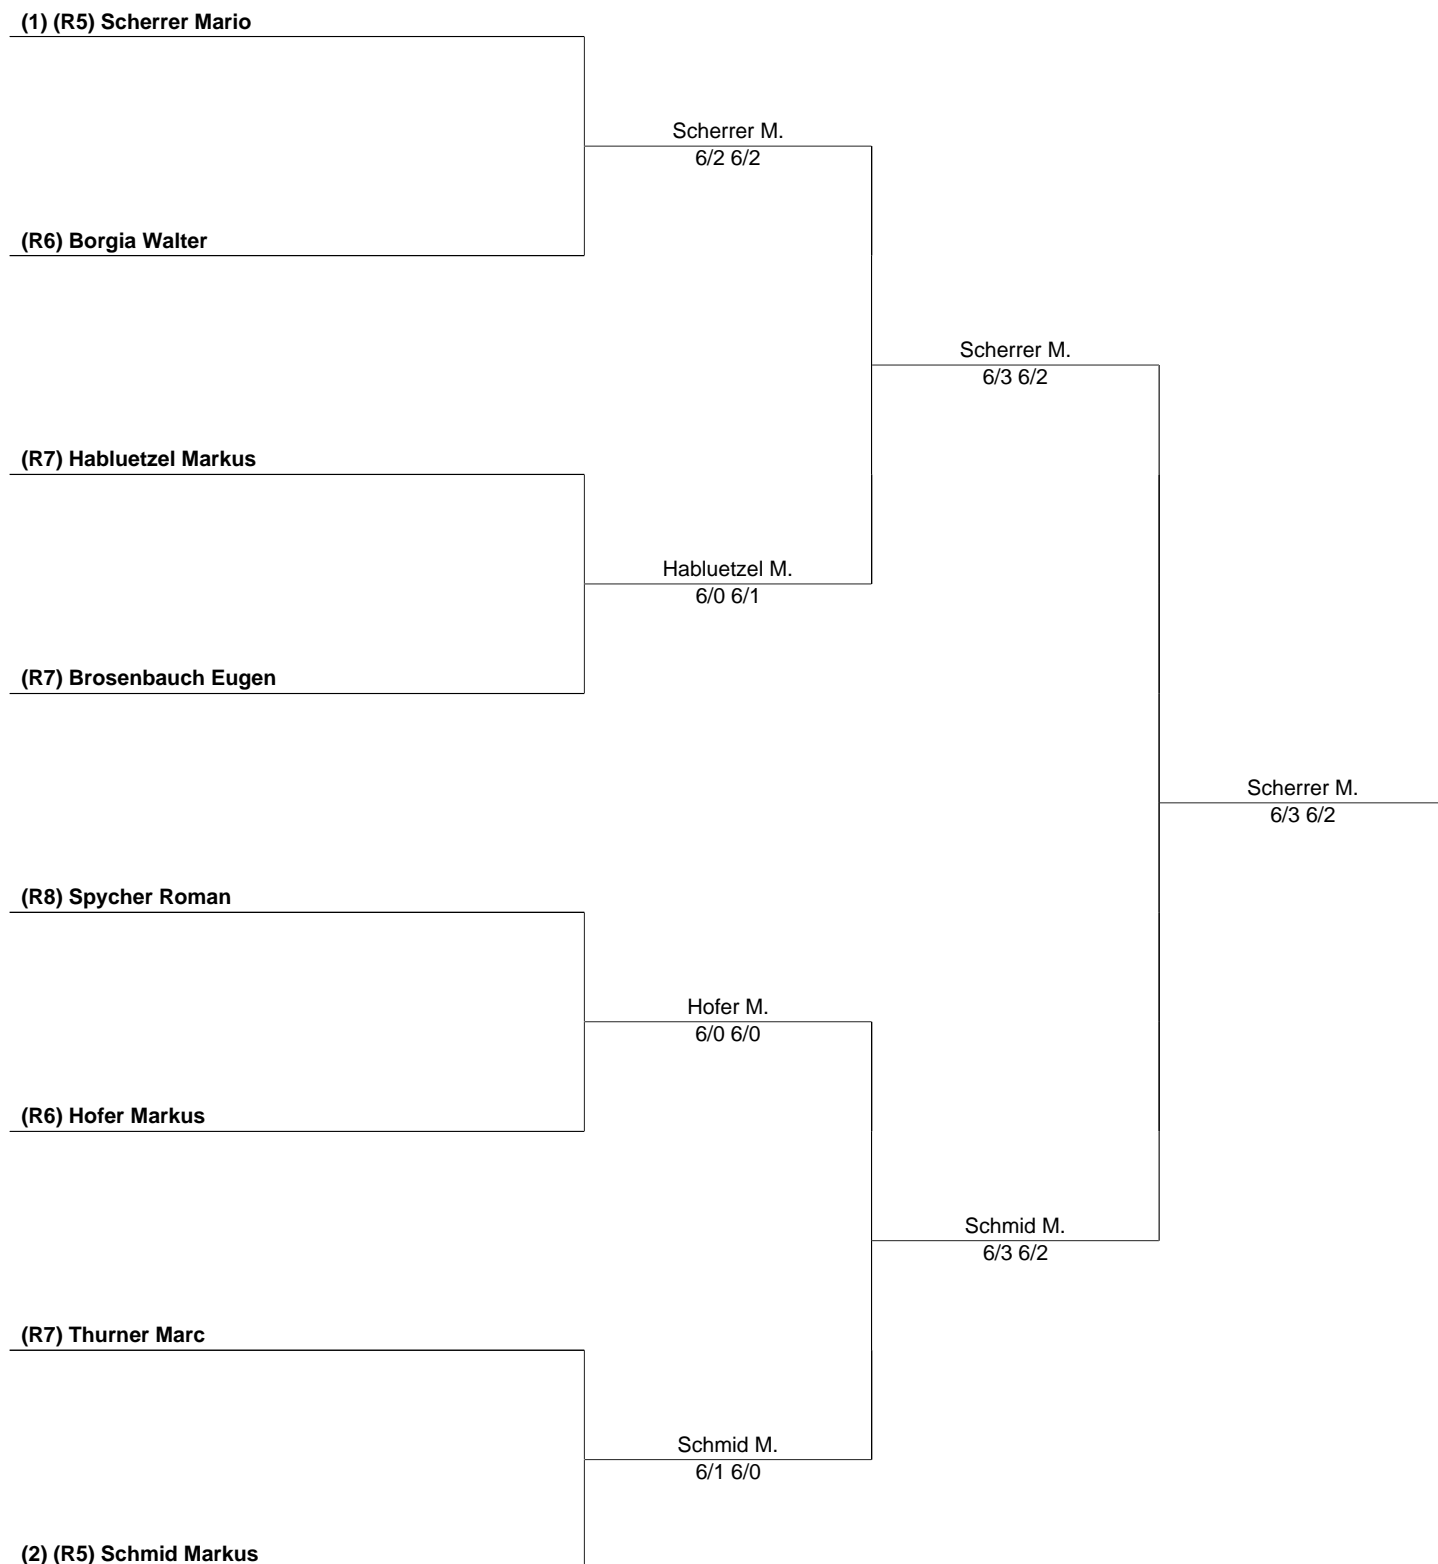 (1) (R5) Scherrer Mario
Scherrer M.
6/2 6/2
(R6) Borgia Walter
Scherrer M.
6/3 6/2
(R7) Habluetzel Markus
Habluetzel M.
6/0 6/1
(R7) Brosenbauch Eugen
Scherrer M.
6/3 6/2
(R8) Spycher Roman
Hofer M.
6/0 6/0
(R6) Hofer Markus
Schmid M.
6/3 6/2
(R7) Thurner Marc
Schmid M.
6/1 6/0
(2) (R5) Schmid Markus